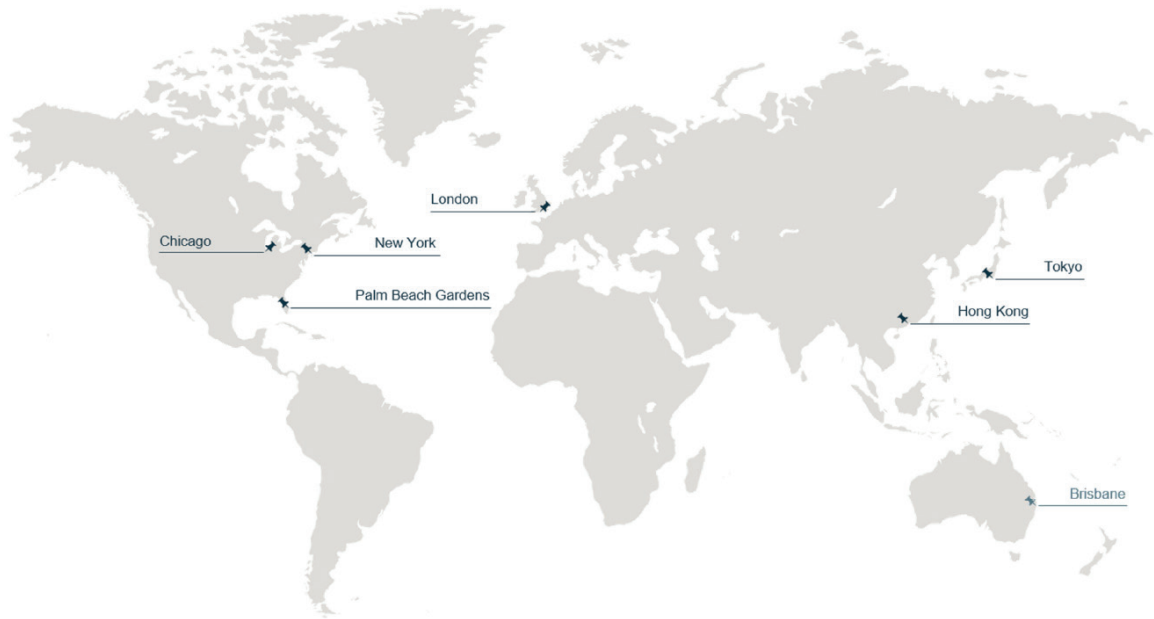 London
Chicago
New York
Tokyo
Palm Beach Gardens
Hong Kong
Brisbane